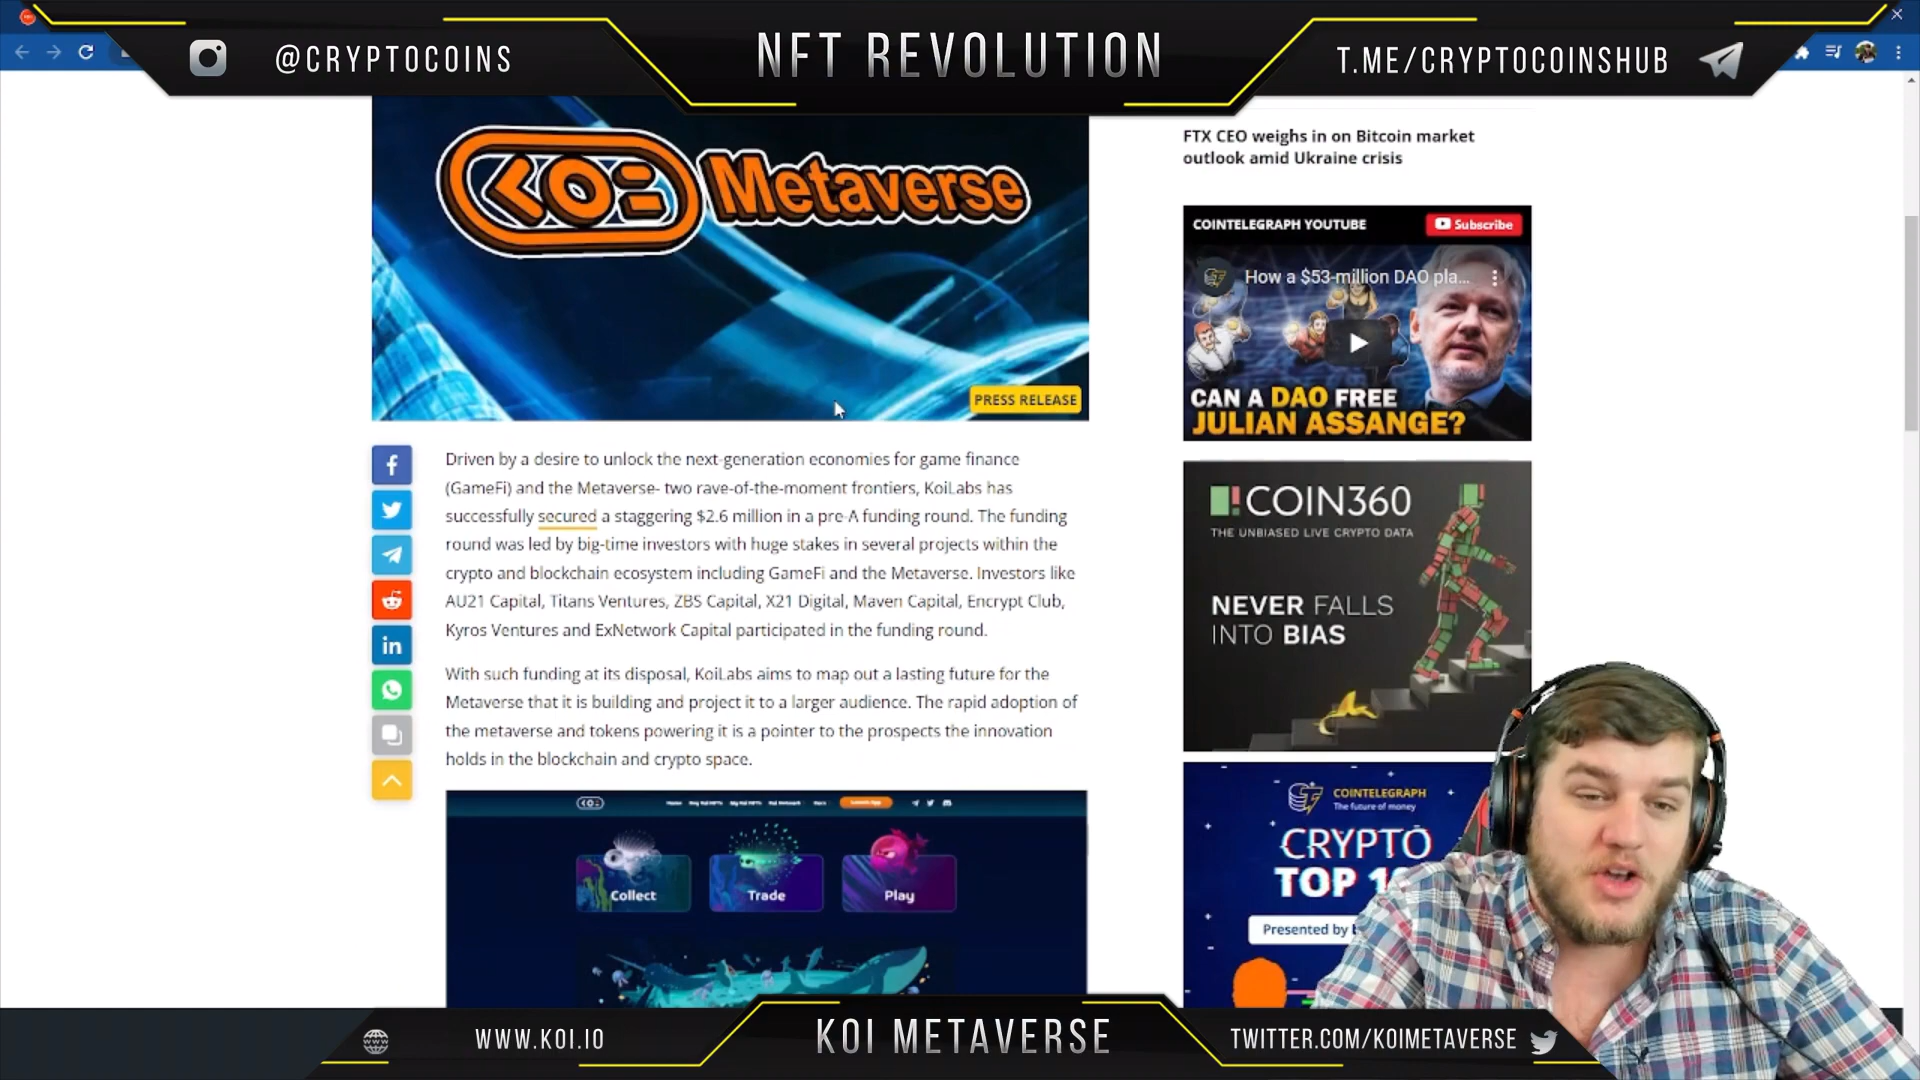 @CRYPTOCOINS
NFT REVOLUTION
T.ME/CRYPTOCOINSHUB
KOI Metaverse
PRESS RELEASE
Driven by a desire to unlock the next-generation economies for game finance
(GameFi) and the Metaverse- two rave-of-the-moment frontiers, KoiLabs has
successfully secured a staggering $2.6 million in a pre-A funding round. The funding
round was led by big-time investors with huge stakes in several projects within the
crypto and blockchain ecosystem including GameFi and the Metaverse. Investors like
AU21 Capital, Titans Ventures, ZBS Capital, X21 Digital, Maven Capital, Encrypt Club,
Kyros Ventures and ExNetwork Capital participated in the funding round.
With such funding at its disposal, KoiLabs aims to map out a lasting future for the
Metaverse that it is building and project it to a larger audience. The rapid adoption of
the metaverse and tokens powering it is a pointer to the prospects the innovation
holds in the blockchain and crypto space.
Collect
Trade
Play
FTX CEO weighs in on Bitcoin market
outlook amid Ukraine crisis
COINTELEGRAPH YOUTUBE
Subscribe
How a $53-million DAO pla...
CAN A DAO FREE
JULIAN ASSANGE?
COIN360
THE UNBIASED LIVE CRYPTO DATA
NEVER FALLS
INTO BIAS
COINTELEGRAPH
The future of money
CRYPTO
TOP 1
Presented by
WWW.KOI.IO
KOI METAVERSE
TWITTER.COM/KOIMETAVERSE